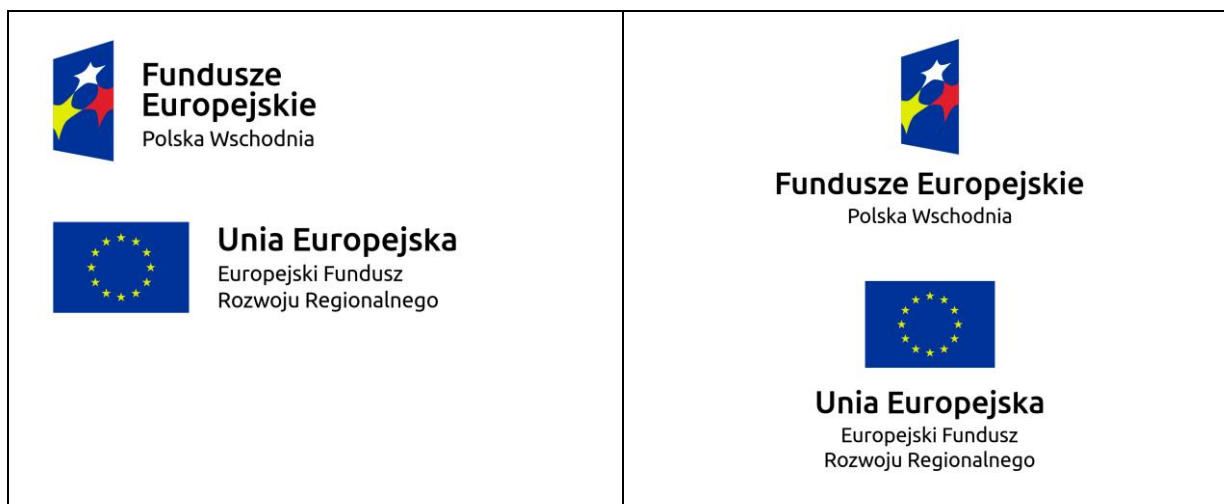 Fundusze
Europejskie
Polska Wschodnia
Unia Europejska
Europejski Fundusz
Rozwoju Regionalnego
Fundusze Europejskie
Polska Wschodnia
Unia Europejska
Europejski Fundusz
Rozwoju Regionalnego